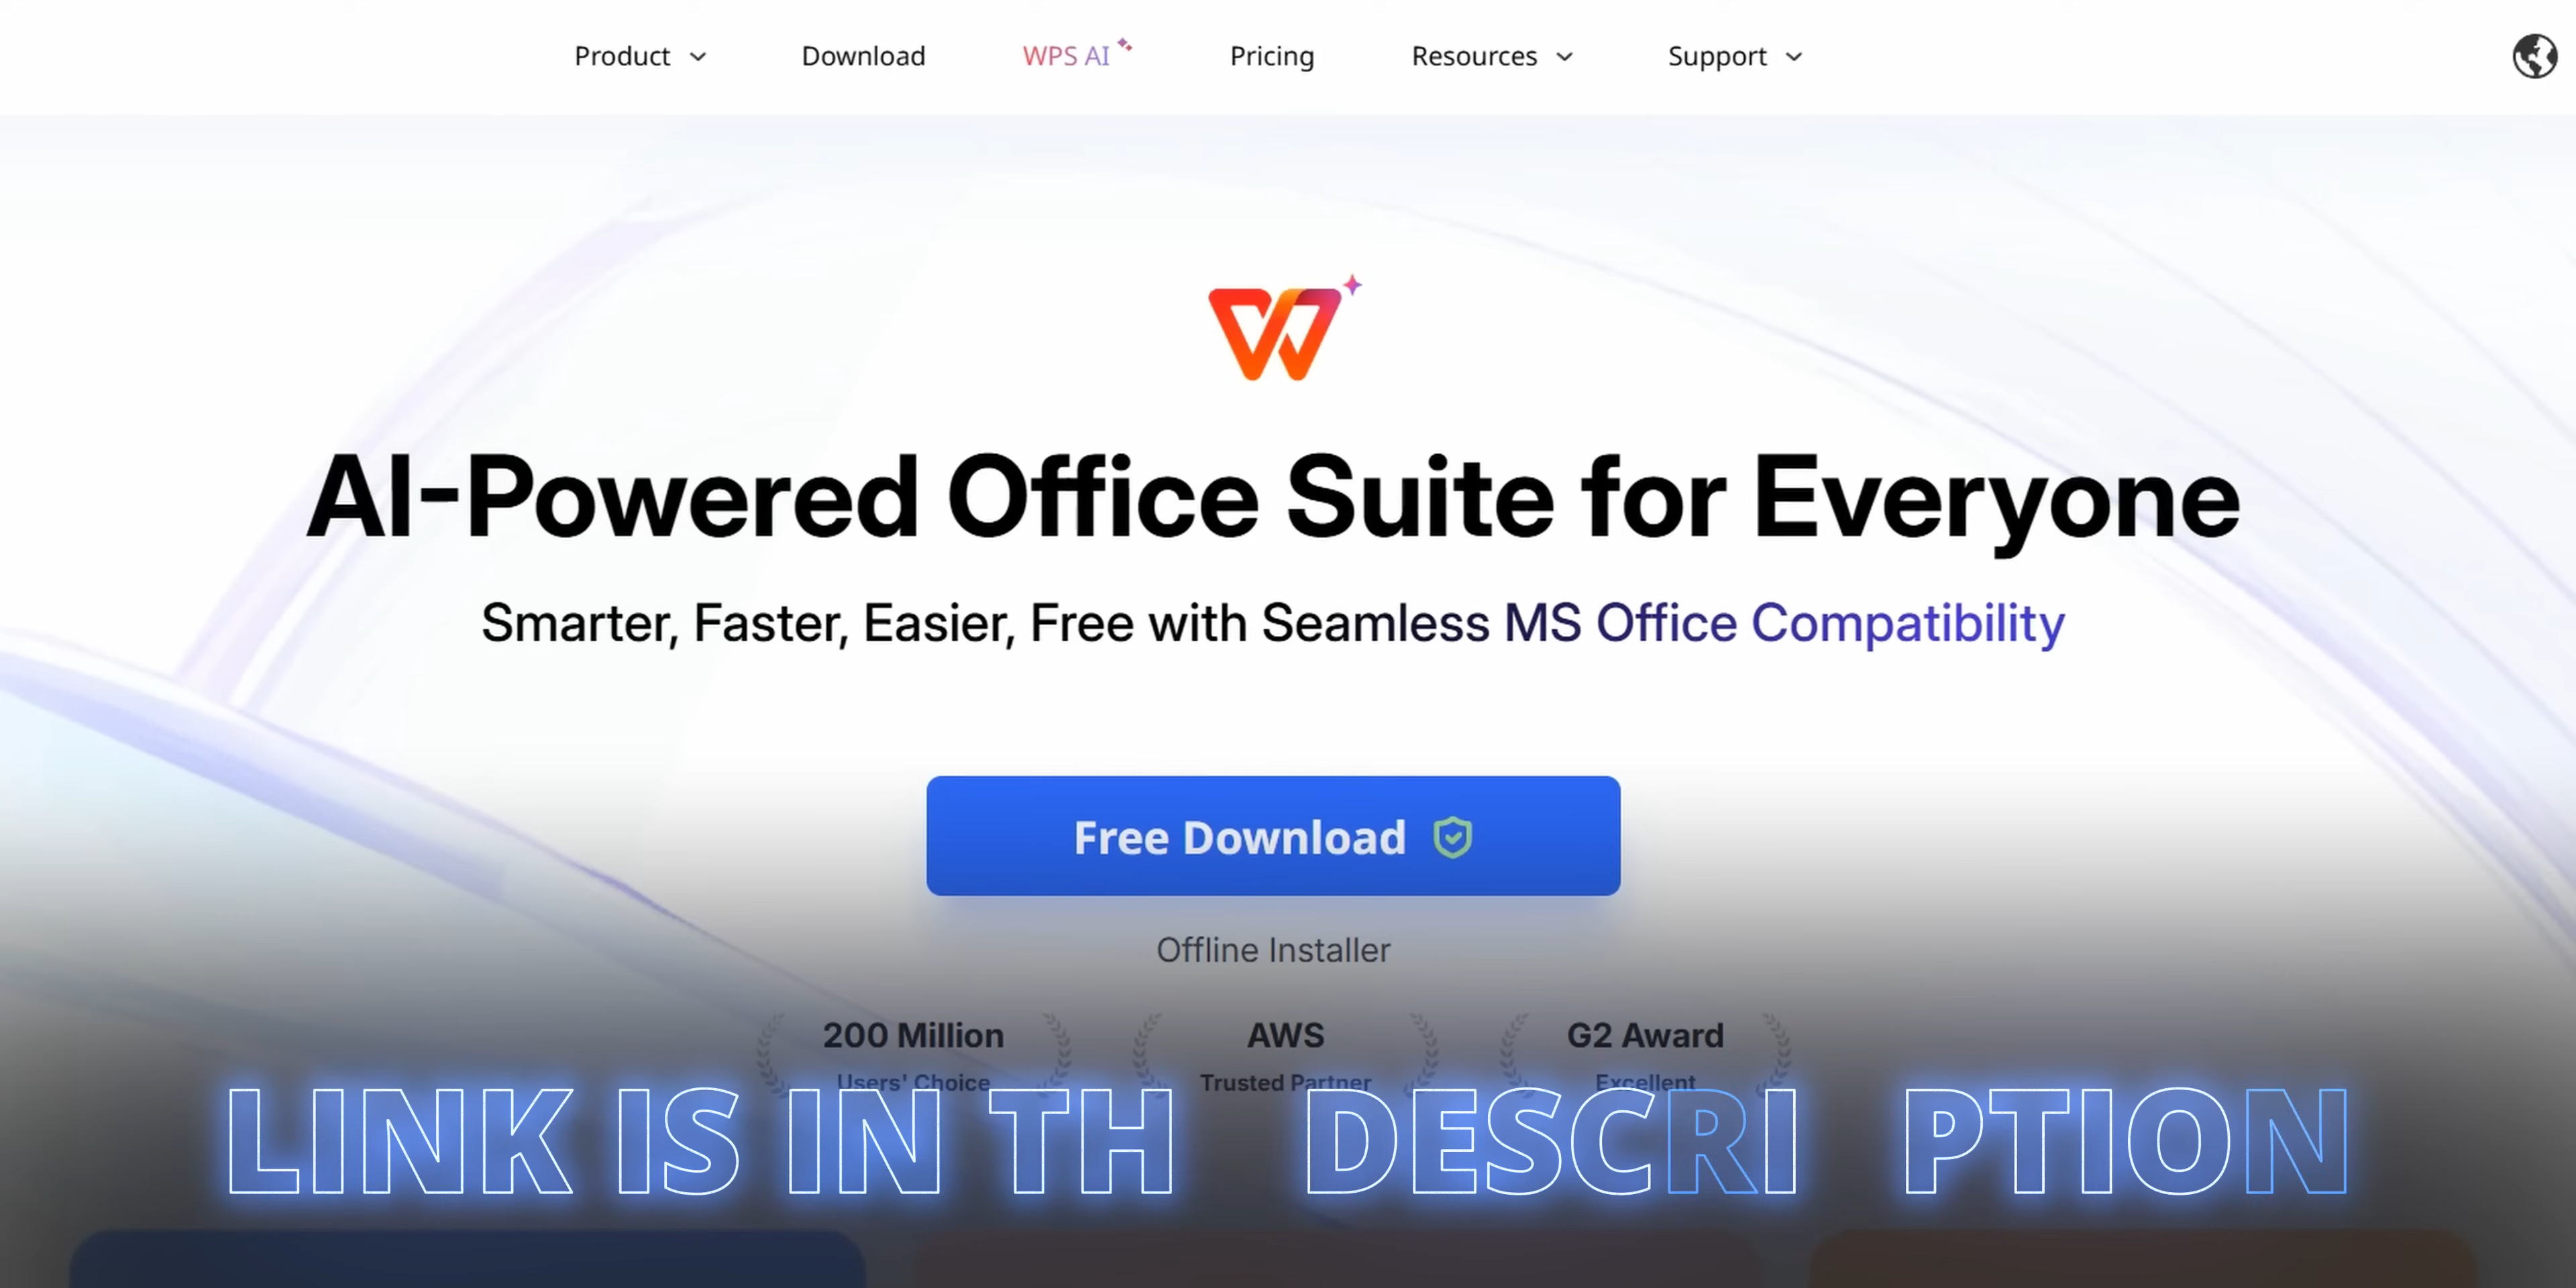 Product Download WPS AI Pricing Resources Support
AI-Powered Office Suite for Everyone
Smarter, Faster, Easier, Free with Seamless MS Office Compatibility
Free Download
Offline Installer
200 Million AWS G2 Award
Users' Choice Trusted Partner Excellent
LINK IS IN TH DESCRI PTION